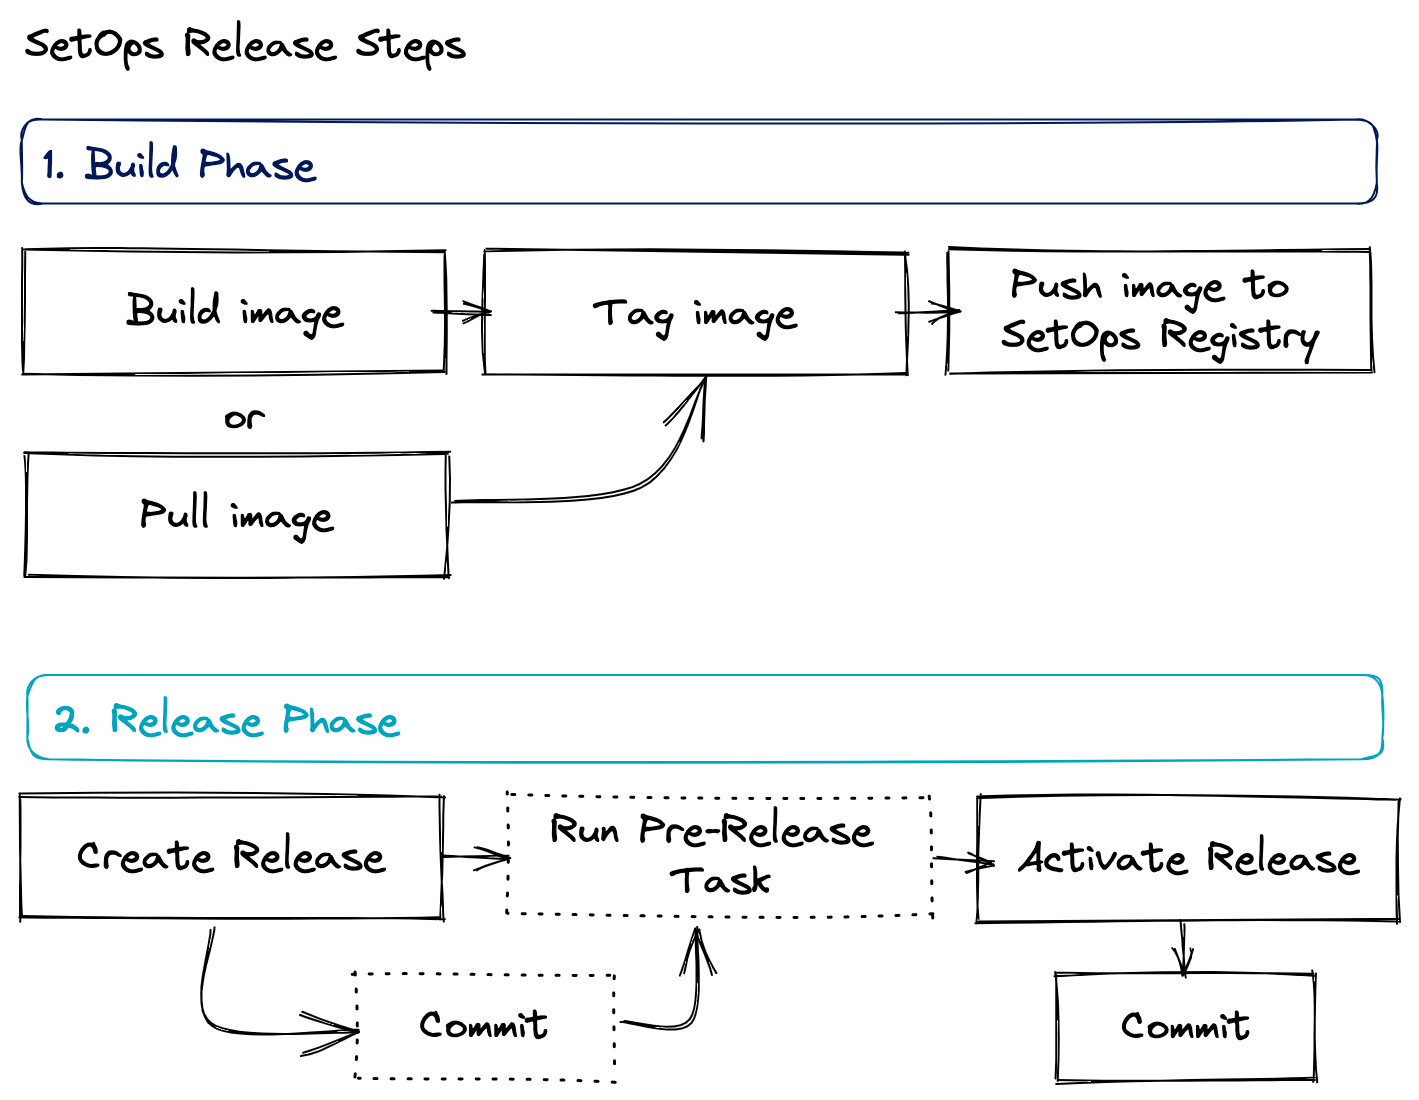 SetOps Release Steps
1. Build Phase
Build image
Tag image
Push image to
SetOps Registry
or
Pull image
2. Release Phase
Create Release
Run Pre-Release
Task
Activate Release
Commit
Commit